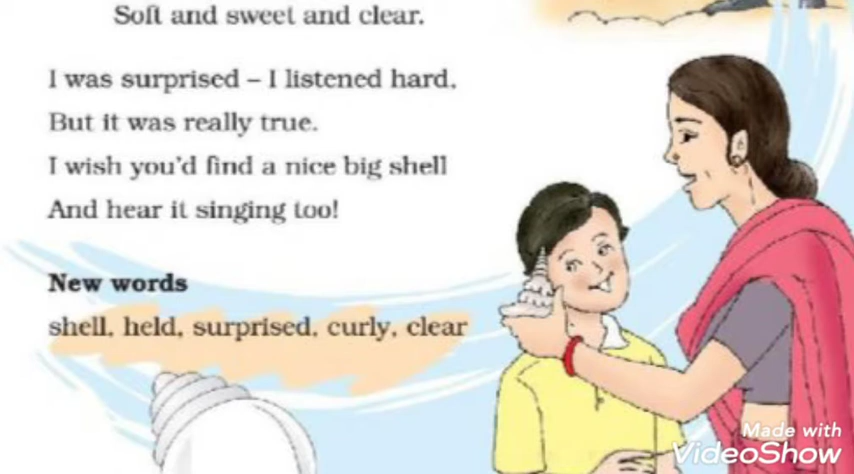 Soft and sweet and clear.
I was surprised – I listened hard,
But it was really true.
I wish you'd find a nice big shell
And hear it singing too!
New words
shell, held, surprised, curly, clear
Made with
VideoShow